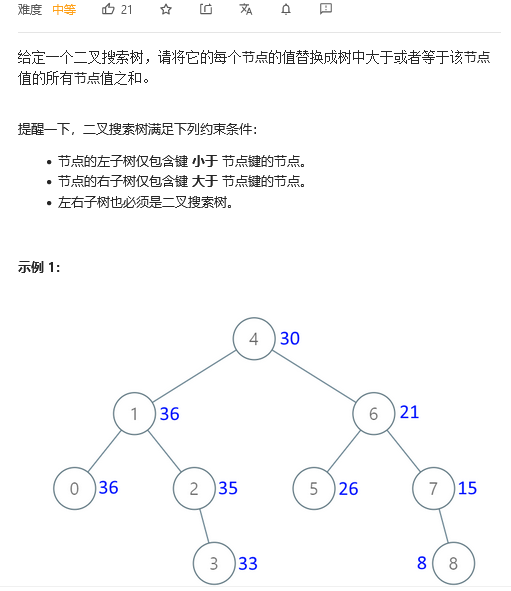 难度 中等 21
给定一个二叉搜索树，请将它的每个节点的值替换成树中大于或者等于该节点
值的所有节点值之和。
提醒一下，二叉搜索树满足下列约束条件：
• 节点的左子树仅包含键 小于 节点键的节点。
• 节点的右子树仅包含键 大于 节点键的节点。
• 左右子树也必须是二叉搜索树。
示例 1：
4 30
1 36 6 21
0 36 2 35 5 26 7 15
3 33 8 8